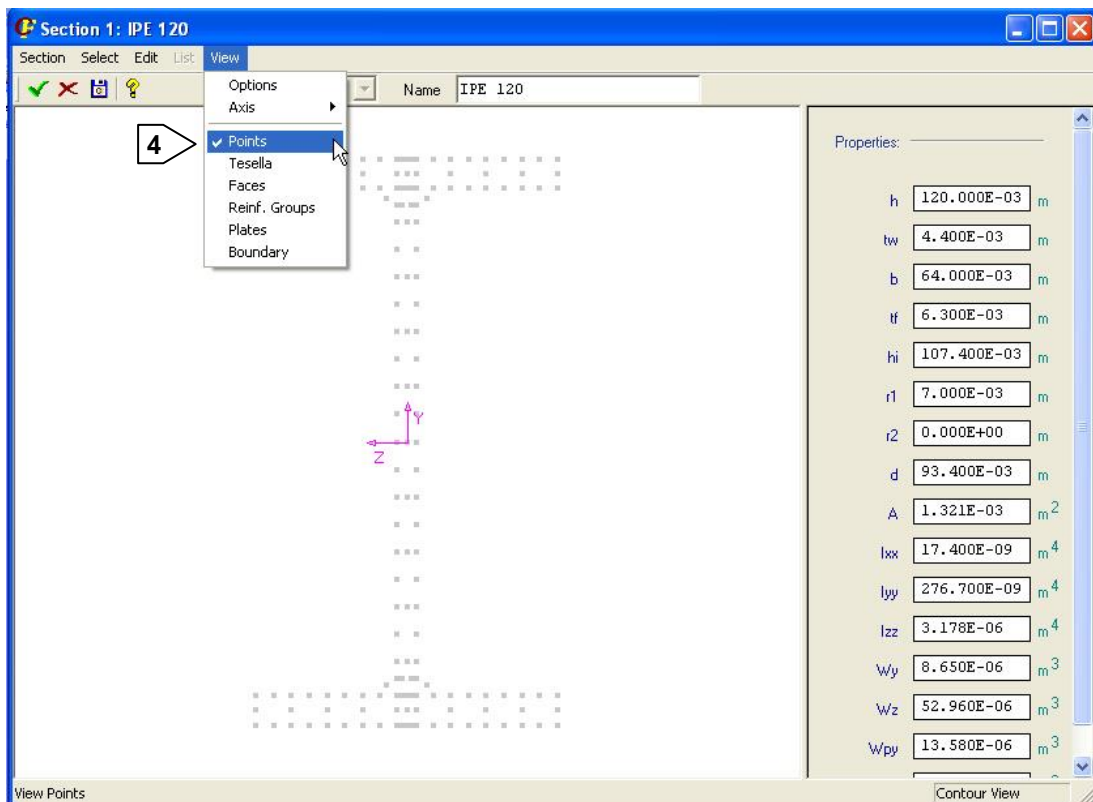 Section 1: IPE 120
Section Select Edit List View
Name IPE 120
Options
Axis
Points
Tesella
Faces
Reinf. Groups
Plates
Boundary
4
Y
Z
Properties:
h 120.000E-03 m
tw 4.400E-03 m
b 64.000E-03 m
tf 6.300E-03 m
hi 107.400E-03 m
r1 7.000E-03 m
r2 0.000E+00 m
d 93.400E-03 m
A 1.321E-03 m2
Ixx 17.400E-09 m4
Iyy 276.700E-09 m4
Izz 3.178E-06 m4
Wy 8.650E-06 m3
Wz 52.960E-06 m3
Wpy 13.580E-06 m3
View Points
Contour View